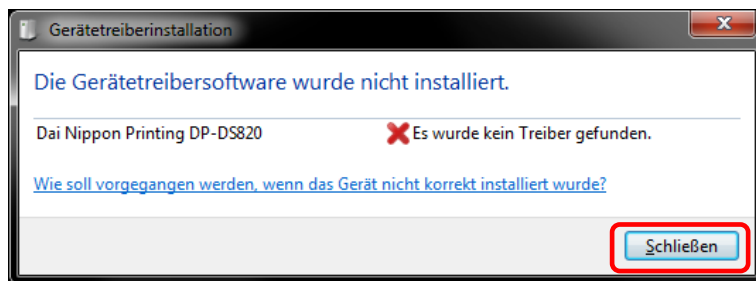 Gerätetreiberinstallation
Die Gerätetreibersoftware wurde nicht installiert.
Dai Nippon Printing DP-DS820 Es wurde kein Treiber gefunden.
Wie soll vorgegangen werden, wenn das Gerät nicht korrekt installiert wurde?
Schließen